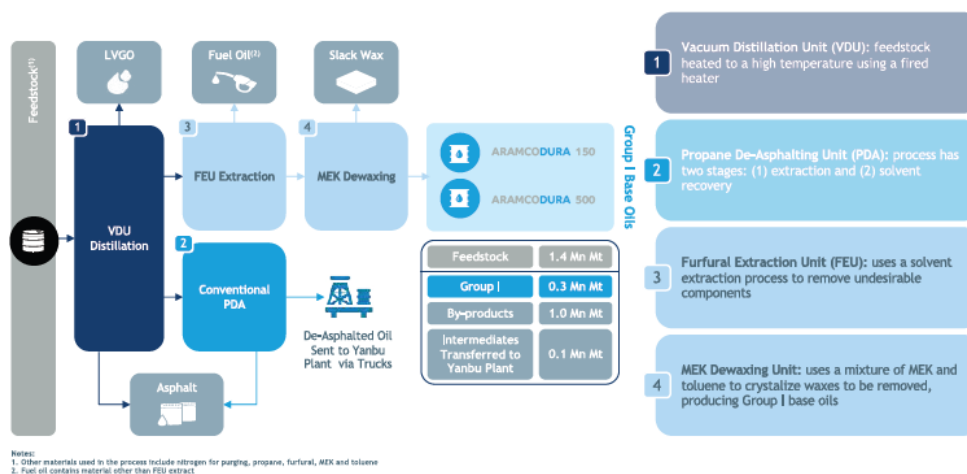 LVGO
Fuel Oil(2)
Slack Wax
Feedstock(1)
1
VDU
Distillation
3
FEU Extraction
4
MEK Dewaxing
ARAMCODURA 150
ARAMCODURA 500
Group I Base Oils
2
Conventional
PDA
De-Asphalted Oil
Sent to Yanbu
Plant via Trucks
Asphalt
Feedstock 1.4 Mn Mt
Group I 0.3 Mn Mt
By-products 1.0 Mn Mt
Intermediates
Transferred to
Yanbu Plant
0.1 Mn Mt
1
Vacuum Distillation Unit (VDU): feedstock
heated to a high temperature using a fired
heater
2
Propane De-Asphalting Unit (PDA): process has
two stages: (1) extraction and (2) solvent
recovery
3
Furfural Extraction Unit (FEU): uses a solvent
extraction process to remove undesirable
components
4
MEK Dewaxing Unit: uses a mixture of MEK and
toluene to crystalize waxes to be removed,
producing Group I base oils
Notes:
1. Other materials used in the process include nitrogen for purging, propane, furfural, MEK and toluene
2. Fuel oil contains material other than FEU extract